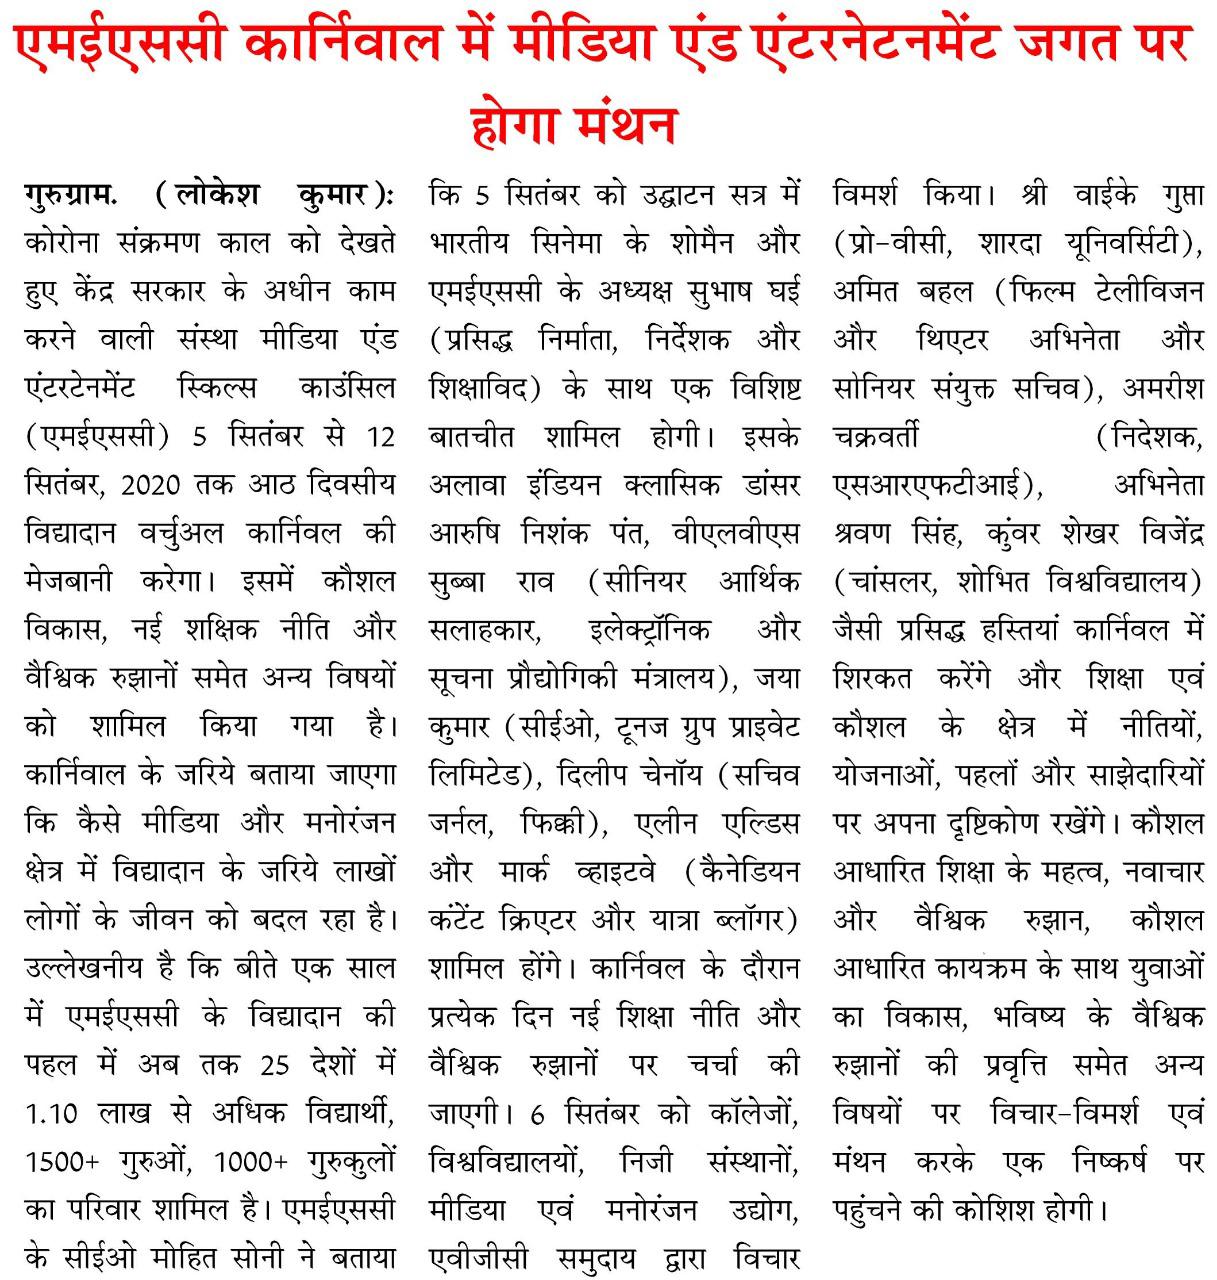 एमईएससी कार्निवाल में मीडिया एंड एंटरनेटनमेंट जगत पर
होगा मंथन
गुरुग्राम. (लोकेश कुमार):
कोरोना संक्रमण काल को देखते
हुए केंद्र सरकार के अधीन काम
करने वाली संस्था मीडिया एंड
एंटरटेनमेंट स्किल्स काउंसिल
(एमईएससी) 5 सितंबर से 12
सितंबर, 2020 तक आठ दिवसीय
विद्यादान वर्चुअल कार्निवल की
मेजबानी करेगा। इसमें कौशल
विकास, नई शक्षिक नीति और
वैश्विक रुझानों समेत अन्य विषयों
को शामिल किया गया है।
कार्निवाल के जरिये बताया जाएगा
कि कैसे मीडिया और मनोरंजन
क्षेत्र में विद्यादान के जरिये लाखों
लोगों के जीवन को बदल रहा है।
उल्लेखनीय है कि बीते एक साल
में एमईएससी के विद्यादान की
पहल में अब तक 25 देशों में
1.10 लाख से अधिक विद्यार्थी,
1500+ गुरुओं, 1000+ गुरुकुलों
का परिवार शामिल है। एमईएससी
के सीईओ मोहित सोनी ने बताया
कि 5 सितंबर को उद्घाटन सत्र में
भारतीय सिनेमा के शोमैन और
एमईएससी के अध्यक्ष सुभाष घई
(प्रसिद्ध निर्माता, निर्देशक और
शिक्षाविद) के साथ एक विशिष्ट
बातचीत शामिल होगी। इसके
अलावा इंडियन क्लासिक डांसर
आरुषि निशंक पंत, वीएलवीएस
सुब्बा राव (सीनियर आर्थिक
सलाहकार, इलेक्ट्रॉनिक और
सूचना प्रौद्योगिकी मंत्रालय), जया
कुमार (सीईओ, टूनज ग्रुप प्राइवेट
लिमिटेड), दिलीप चेनॉय (सचिव
जर्नल, फिक्की), एलीन एल्डिस
और मार्क व्हाइटवे (कैनेडियन
कंटेंट क्रिएटर और यात्रा ब्लॉगर)
शामिल होंगे। कार्निवल के दौरान
प्रत्येक दिन नई शिक्षा नीति और
वैश्विक रुझानों पर चर्चा की
जाएगी। 6 सितंबर को कॉलेजों,
विश्वविद्यालयों, निजी संस्थानों,
मीडिया एवं मनोरंजन उद्योग,
एवीजीसी समुदाय द्वारा विचार
विमर्श किया। श्री वाईके गुप्ता
(प्रो-वीसी, शारदा यूनिवर्सिटी),
अमित बहल (फिल्म टेलीविजन
और थिएटर अभिनेता और
सोनियर संयुक्त सचिव), अमरीश
चक्रवर्ती (निदेशक,
एसआरएफटीआई), अभिनेता
श्रवण सिंह, कुंवर शेखर विजेंद्र
(चांसलर, शोभित विश्वविद्यालय)
जैसी प्रसिद्ध हस्तियां कार्निवल में
शिरकत करेंगे और शिक्षा एवं
कौशल के क्षेत्र में नीतियों,
योजनाओं, पहलों और साझेदारियों
पर अपना दृष्टिकोण रखेंगे। कौशल
आधारित शिक्षा के महत्व, नवाचार
और वैश्विक रुझान, कौशल
आधारित कायक्रम के साथ युवाओं
का विकास, भविष्य के वैश्विक
रुझानों की प्रवृत्ति समेत अन्य
विषयों पर विचार-विमर्श एवं
मंथन करके एक निष्कर्ष पर
पहुंचने की कोशिश होगी।